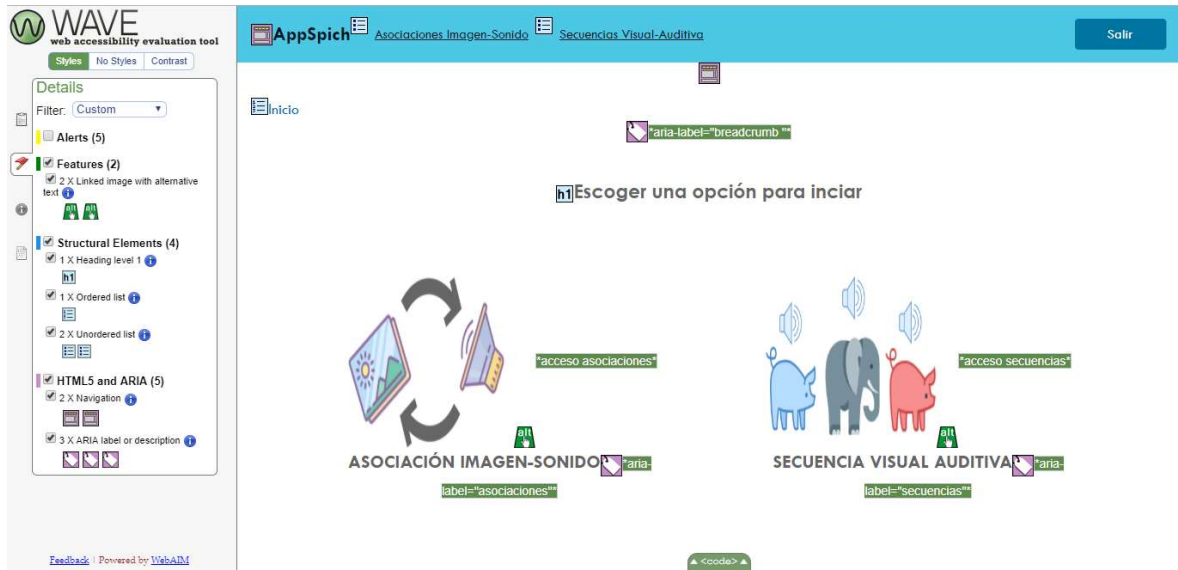 WAVE
web accessibility evaluation tool
Styles No Styles Contrast
Details
Filter: Custom
Alerts (5)
Features (2)
2 X Linked image with alternative
text
alt alt
Structural Elements (4)
1 X Heading level 1
h1
1 X Ordered list
2 X Unordered list
HTML5 and ARIA (5)
2 X Navigation
3 X ARIA label or description
Feedback | Powered by WebAIM
AppSpich Asociaciones Imagen-Sonido Secuencias Visual-Auditiva Salir
Inicio
*aria-label="breadcrumb "*
h1 Escoger una opción para inciar
*acceso asociaciones*
alt
ASOCIACIÓN IMAGEN-SONIDO *aria-
label="asociaciones"*
*acceso secuencias*
alt
SECUENCIA VISUAL AUDITIVA *aria-
label="secuencias"*
▲ <code> ▲